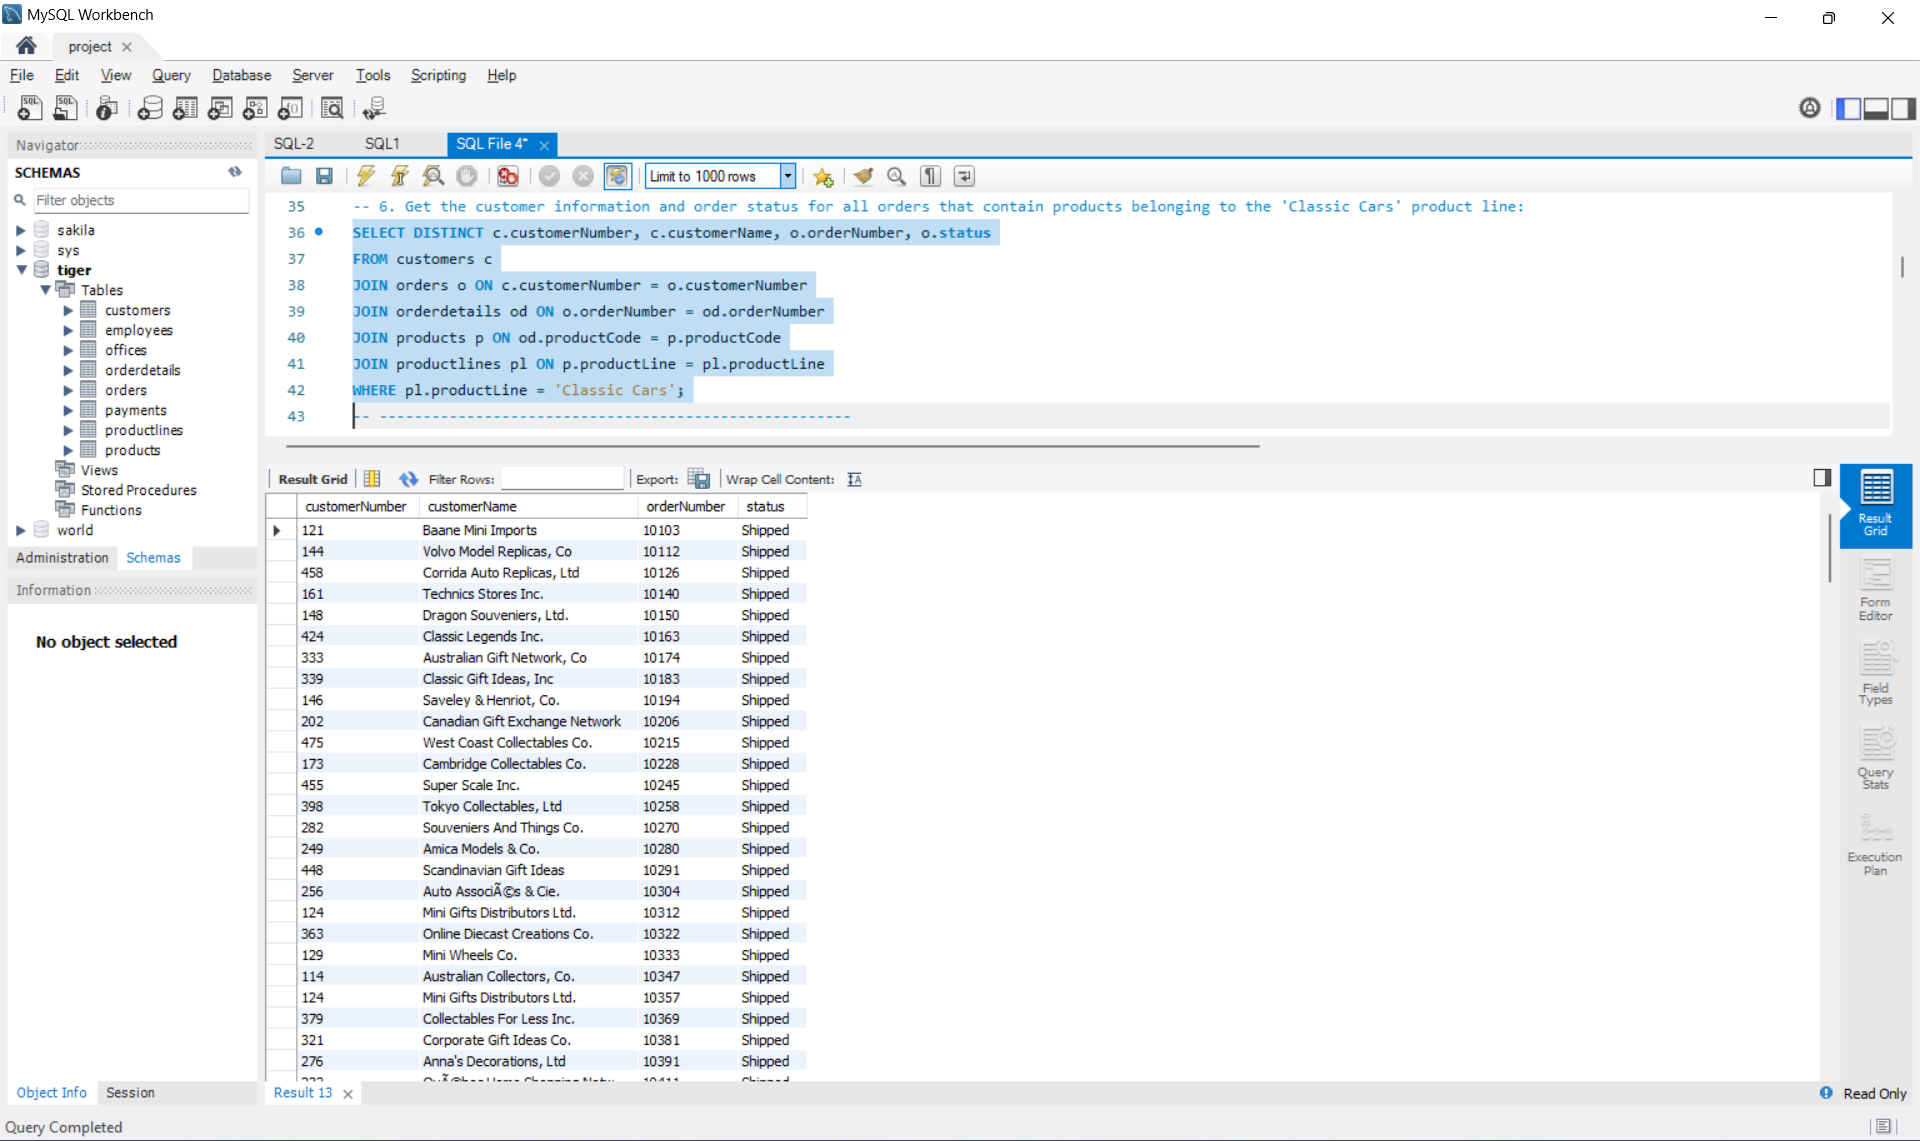 MySQL Workbench
project
File Edit View Query Database Server Tools Scripting Help
Navigator
SCHEMAS
Filter objects
sakila
sys
tiger
Tables
customers
employees
offices
orderdetails
orders
payments
productlines
products
Views
Stored Procedures
Functions
world
Administration Schemas
Information
No object selected
Object Info Session
SQL-2 SQL1 SQL File 4*
Limit to 1000 rows
35 -- 6. Get the customer information and order status for all orders that contain products belonging to the 'Classic Cars' product line:
36 SELECT DISTINCT c.customerNumber, c.customerName, o.orderNumber, o.status
37 FROM customers c
38 JOIN orders o ON c.customerNumber = o.customerNumber
39 JOIN orderdetails od ON o.orderNumber = od.orderNumber
40 JOIN products p ON od.productCode = p.productCode
41 JOIN productlines pl ON p.productLine = pl.productLine
42 WHERE pl.productLine = 'Classic Cars';
43 -- ------------------------------------------------------
Result Grid Filter Rows: Export: Wrap Cell Content:
customerNumber customerName orderNumber status
121 Baane Mini Imports 10103 Shipped
144 Volvo Model Replicas, Co 10112 Shipped
458 Corrida Auto Replicas, Ltd 10126 Shipped
161 Technics Stores Inc. 10140 Shipped
148 Dragon Souveniers, Ltd. 10150 Shipped
424 Classic Legends Inc. 10163 Shipped
333 Australian Gift Network, Co 10174 Shipped
339 Classic Gift Ideas, Inc 10183 Shipped
146 Saveley & Henriot, Co. 10194 Shipped
202 Canadian Gift Exchange Network 10206 Shipped
475 West Coast Collectables Co. 10215 Shipped
173 Cambridge Collectables Co. 10228 Shipped
455 Super Scale Inc. 10245 Shipped
398 Tokyo Collectables, Ltd 10258 Shipped
282 Souveniers And Things Co. 10270 Shipped
249 Amica Models & Co. 10280 Shipped
448 Scandinavian Gift Ideas 10291 Shipped
256 Auto AssociÃ©s & Cie. 10304 Shipped
124 Mini Gifts Distributors Ltd. 10312 Shipped
363 Online Diecast Creations Co. 10322 Shipped
129 Mini Wheels Co. 10333 Shipped
114 Australian Collectors, Co. 10347 Shipped
124 Mini Gifts Distributors Ltd. 10357 Shipped
379 Collectables For Less Inc. 10369 Shipped
321 Corporate Gift Ideas Co. 10381 Shipped
276 Anna's Decorations, Ltd 10391 Shipped
Result Grid
Form Editor
Field Types
Query Stats
Execution Plan
Result 13
Read Only
Query Completed